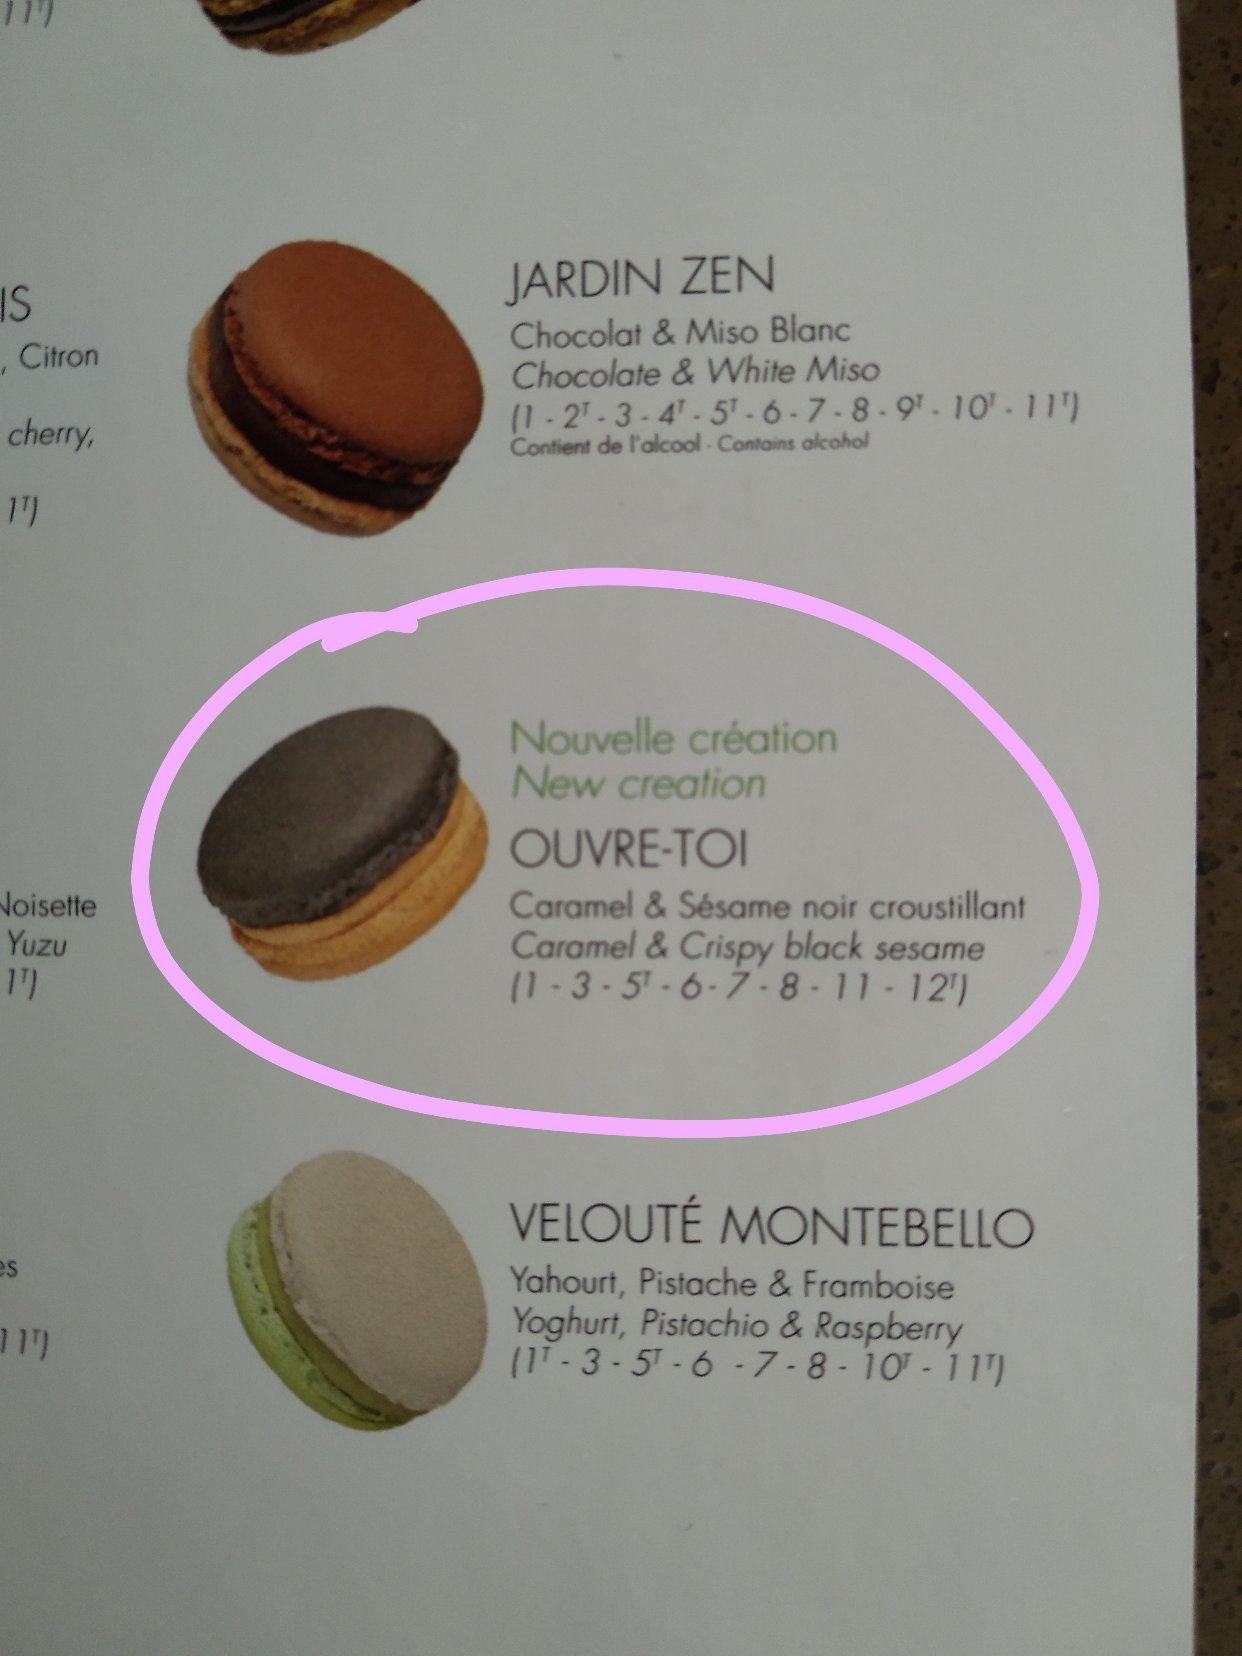 11ᵀ)
IS
, Citron
cherry,
1ᵀ)
Noisette
Yuzu
1ᵀ)
es
11ᵀ)
JARDIN ZEN
Chocolat & Miso Blanc
Chocolate & White Miso
(1 - 2ᵀ - 3 - 4ᵀ - 5ᵀ - 6 - 7 - 8 - 9ᵀ - 10ᵀ - 11ᵀ)
Contient de l'alcool - Contains alcohol
Nouvelle création
New creation
OUVRE-TOI
Caramel & Sésame noir croustillant
Caramel & Crispy black sesame
(1 - 3 - 5ᵀ - 6 - 7 - 8 - 11 - 12ᵀ)
VELOUTÉ MONTEBELLO
Yahourt, Pistache & Framboise
Yoghurt, Pistachio & Raspberry
(1ᵀ - 3 - 5ᵀ - 6 - 7 - 8 - 10ᵀ - 11ᵀ)